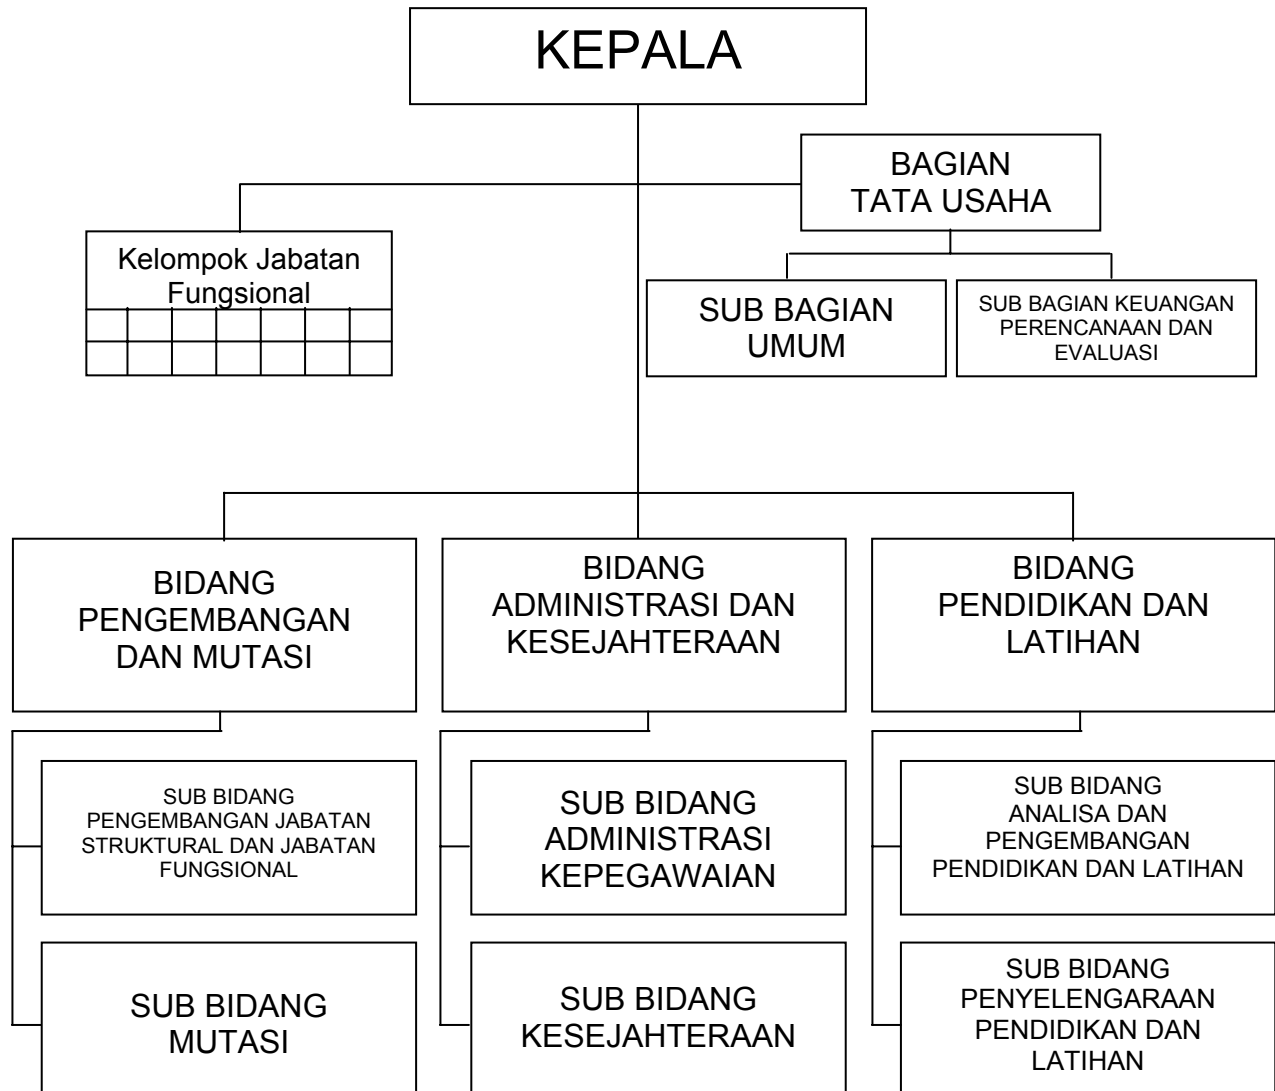 KEPALA
BAGIAN
TATA USAHA
Kelompok Jabatan
Fungsional
SUB BAGIAN
UMUM
SUB BAGIAN KEUANGAN
PERENCANAAN DAN
EVALUASI
BIDANG
PENGEMBANGAN
DAN MUTASI
BIDANG
ADMINISTRASI DAN
KESEJAHTERAAN
BIDANG
PENDIDIKAN DAN
LATIHAN
SUB BIDANG
PENGEMBANGAN JABATAN
STRUKTURAL DAN JABATAN
FUNGSIONAL
SUB BIDANG
ADMINISTRASI
KEPEGAWAIAN
SUB BIDANG
ANALISA DAN
PENGEMBANGAN
PENDIDIKAN DAN LATIHAN
SUB BIDANG
MUTASI
SUB BIDANG
KESEJAHTERAAN
SUB BIDANG
PENYELENGARAAN
PENDIDIKAN DAN
LATIHAN